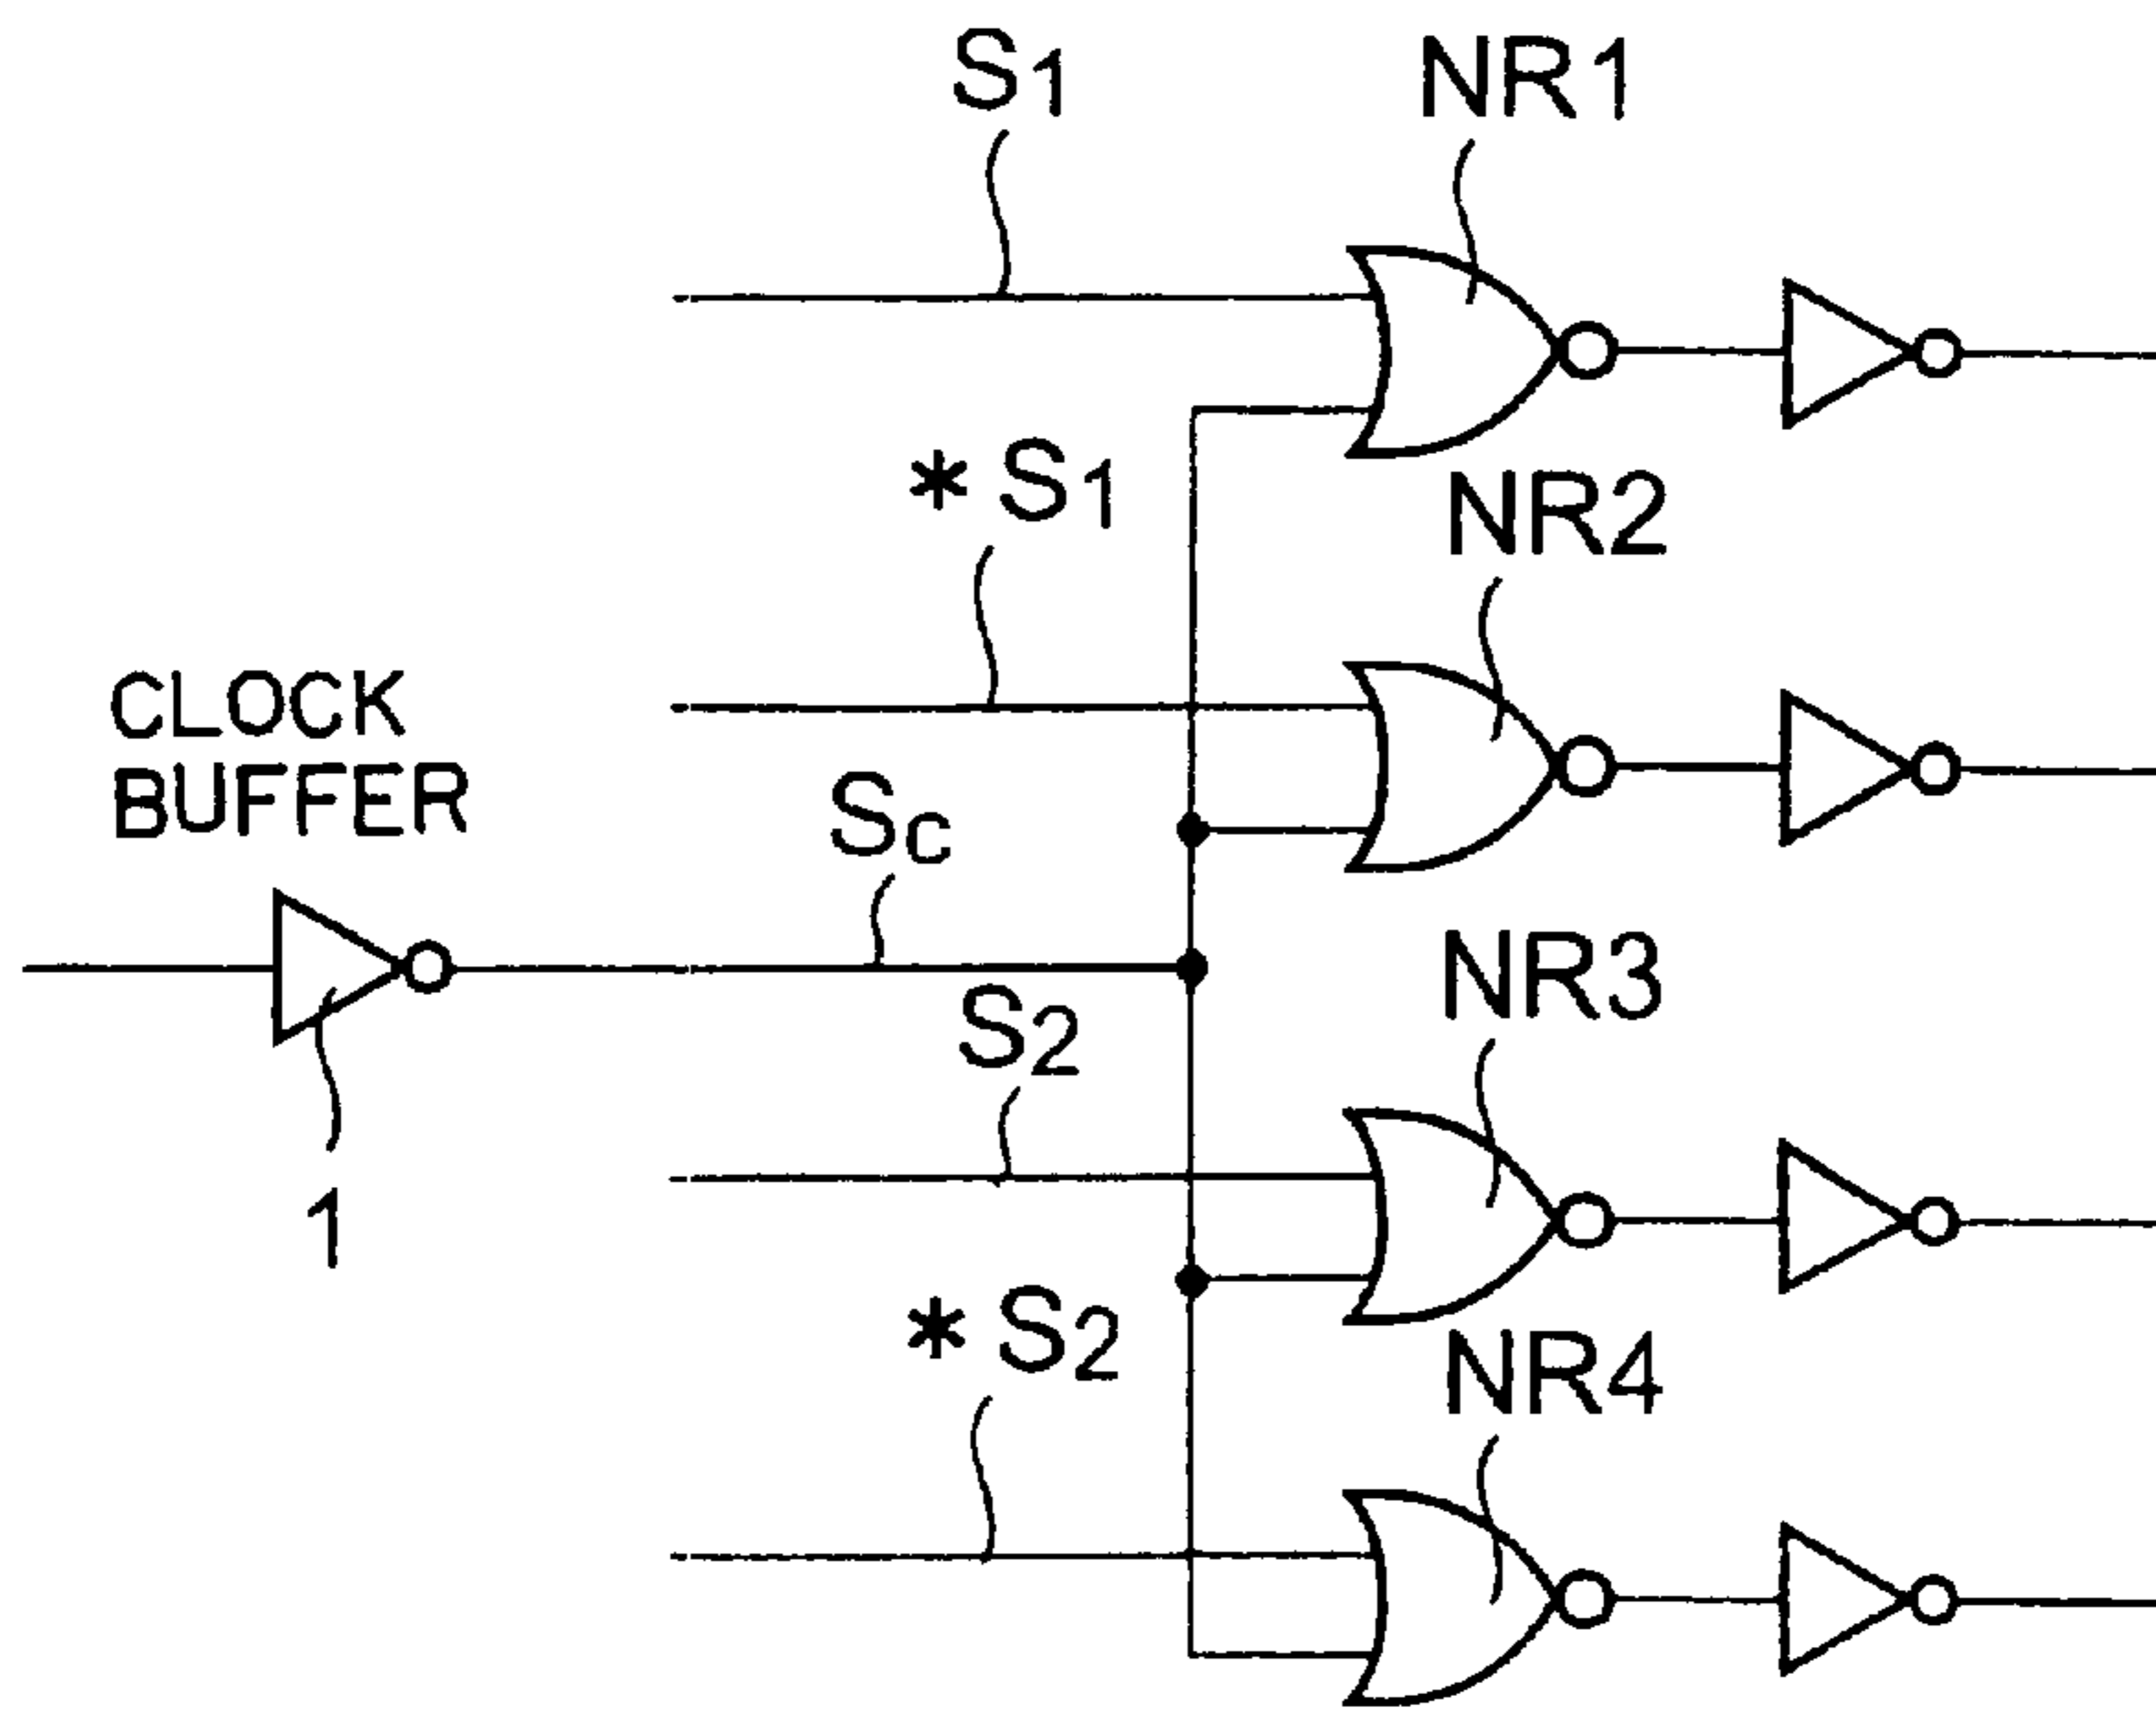 S1
NR1
* S1
NR2
CLOCK
BUFFER
Sc
NR3
S2
1
* S2
NR4